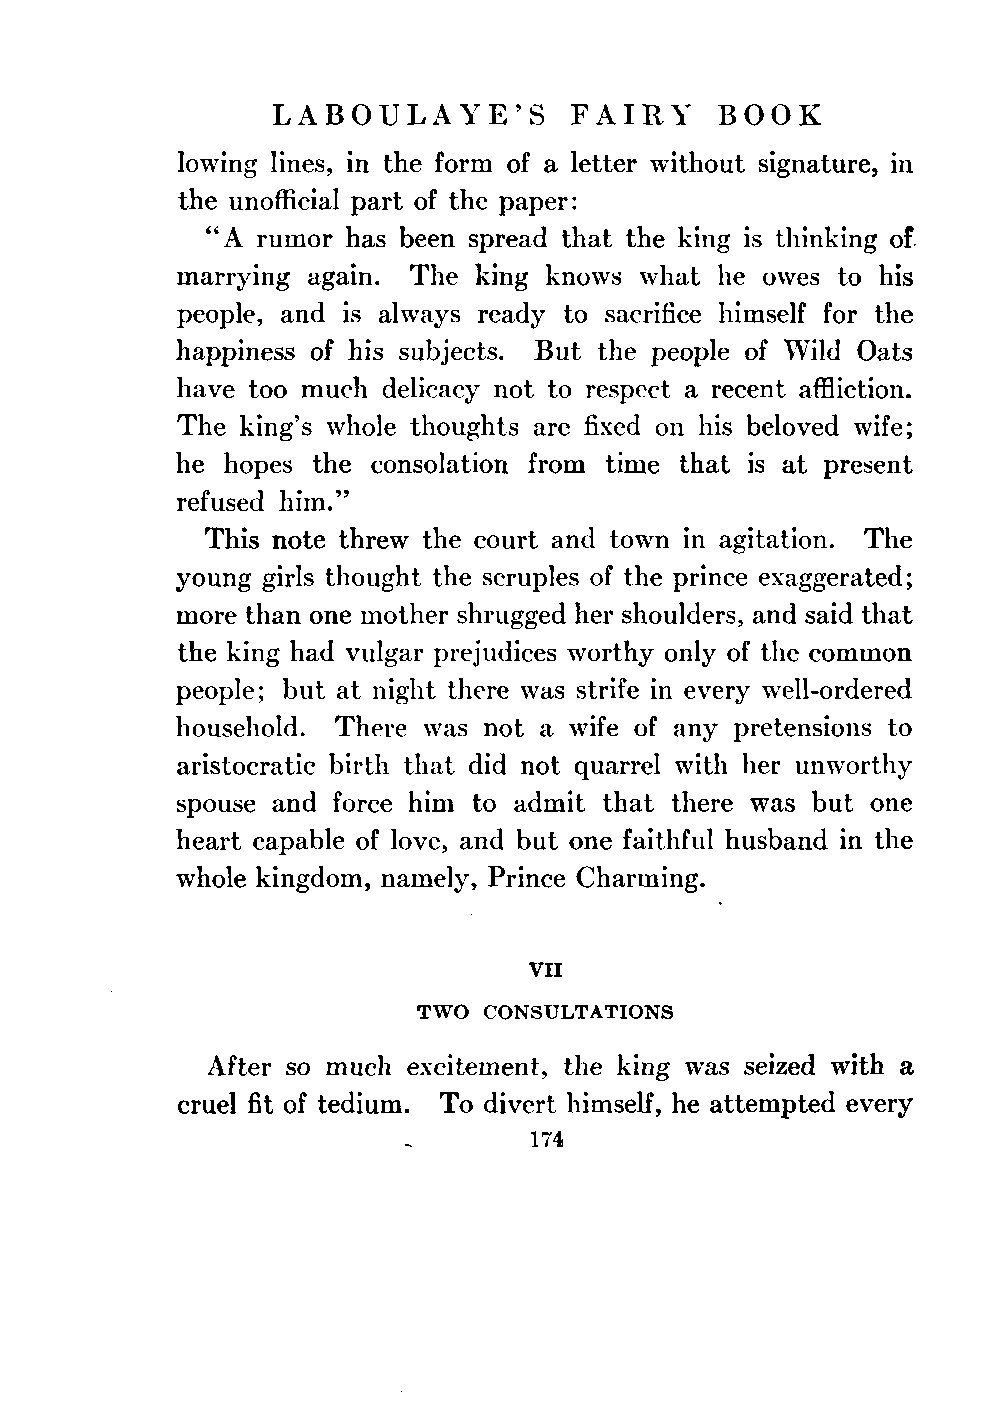 LABOULAYE'S FAIRY BOOK
lowing lines, in the form of a letter without signature, in
the unofficial part of the paper:
"A rumor has been spread that the king is thinking of
marrying again. The king knows what he owes to his
people, and is always ready to sacrifice himself for the
happiness of his subjects. But the people of Wild Oats
have too much delicacy not to respect a recent affliction.
The king's whole thoughts are fixed on his beloved wife;
he hopes the consolation from time that is at present
refused him."
This note threw the court and town in agitation. The
young girls thought the scruples of the prince exaggerated;
more than one mother shrugged her shoulders, and said that
the king had vulgar prejudices worthy only of the common
people; but at night there was strife in every well-ordered
household. There was not a wife of any pretensions to
aristocratic birth that did not quarrel with her unworthy
spouse and force him to admit that there was but one
heart capable of love, and but one faithful husband in the
whole kingdom, namely, Prince Charming.
VII
TWO CONSULTATIONS
After so much excitement, the king was seized with a
cruel fit of tedium. To divert himself, he attempted every
174